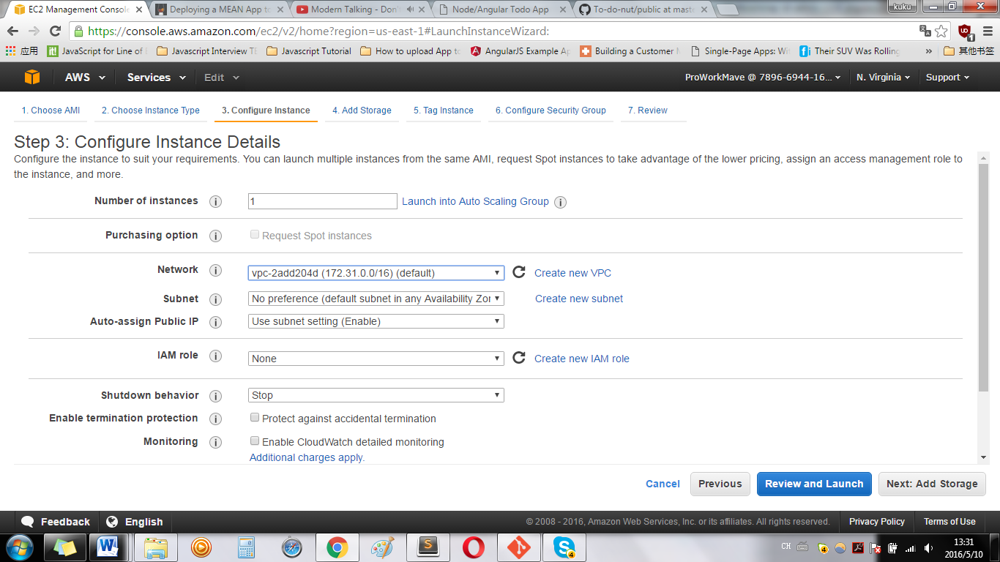 EC2 Management Console
Deploying a MEAN App to
Modern Talking - Don'
Node/Angular Todo App
To-do-nut/public at maste
kuku
https://console.aws.amazon.com/ec2/v2/home?region=us-east-1#LaunchInstanceWizard:
应用
it!
JavaScript for Line of
Javascript Interview
Javascript Tutorial
How to upload App to
AngularJS Example
Building a Customer
Single-Page Apps:
Their SUV Was Rolling
»
其他书签
AWS
Services
Edit
ProWorkMave @ 7896-6944-16...
N. Virginia
Support
1. Choose AMI
2. Choose Instance Type
3. Configure Instance
4. Add Storage
5. Tag Instance
6. Configure Security Group
7. Review
Step 3: Configure Instance Details
Configure the instance to suit your requirements. You can launch multiple instances from the same AMI, request Spot instances to take advantage of the lower pricing, assign an access management role to
the instance, and more.
Number of instances
1
Launch into Auto Scaling Group
Purchasing option
Request Spot instances
Network
vpc-2add204d (172.31.0.0/16) (default)
Create new VPC
Subnet
No preference (default subnet in any Availability Zon
Create new subnet
Auto-assign Public IP
Use subnet setting (Enable)
IAM role
None
Create new IAM role
Shutdown behavior
Stop
Enable termination protection
Protect against accidental termination
Monitoring
Enable CloudWatch detailed monitoring
Additional charges apply.
Cancel
Previous
Review and Launch
Next: Add Storage
Feedback
English
© 2008 - 2016, Amazon Web Services, Inc. or its affiliates. All rights reserved.
Privacy Policy
Terms of Use
CH
13:31
2016/5/10